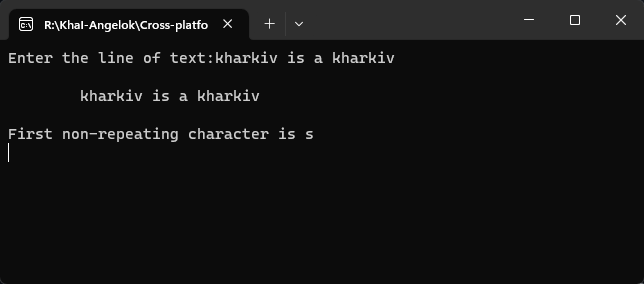 R:\KhaI-Angelok\Cross-platfo
Enter the line of text:kharkiv is a kharkiv
kharkiv is a kharkiv
First non-repeating character is s